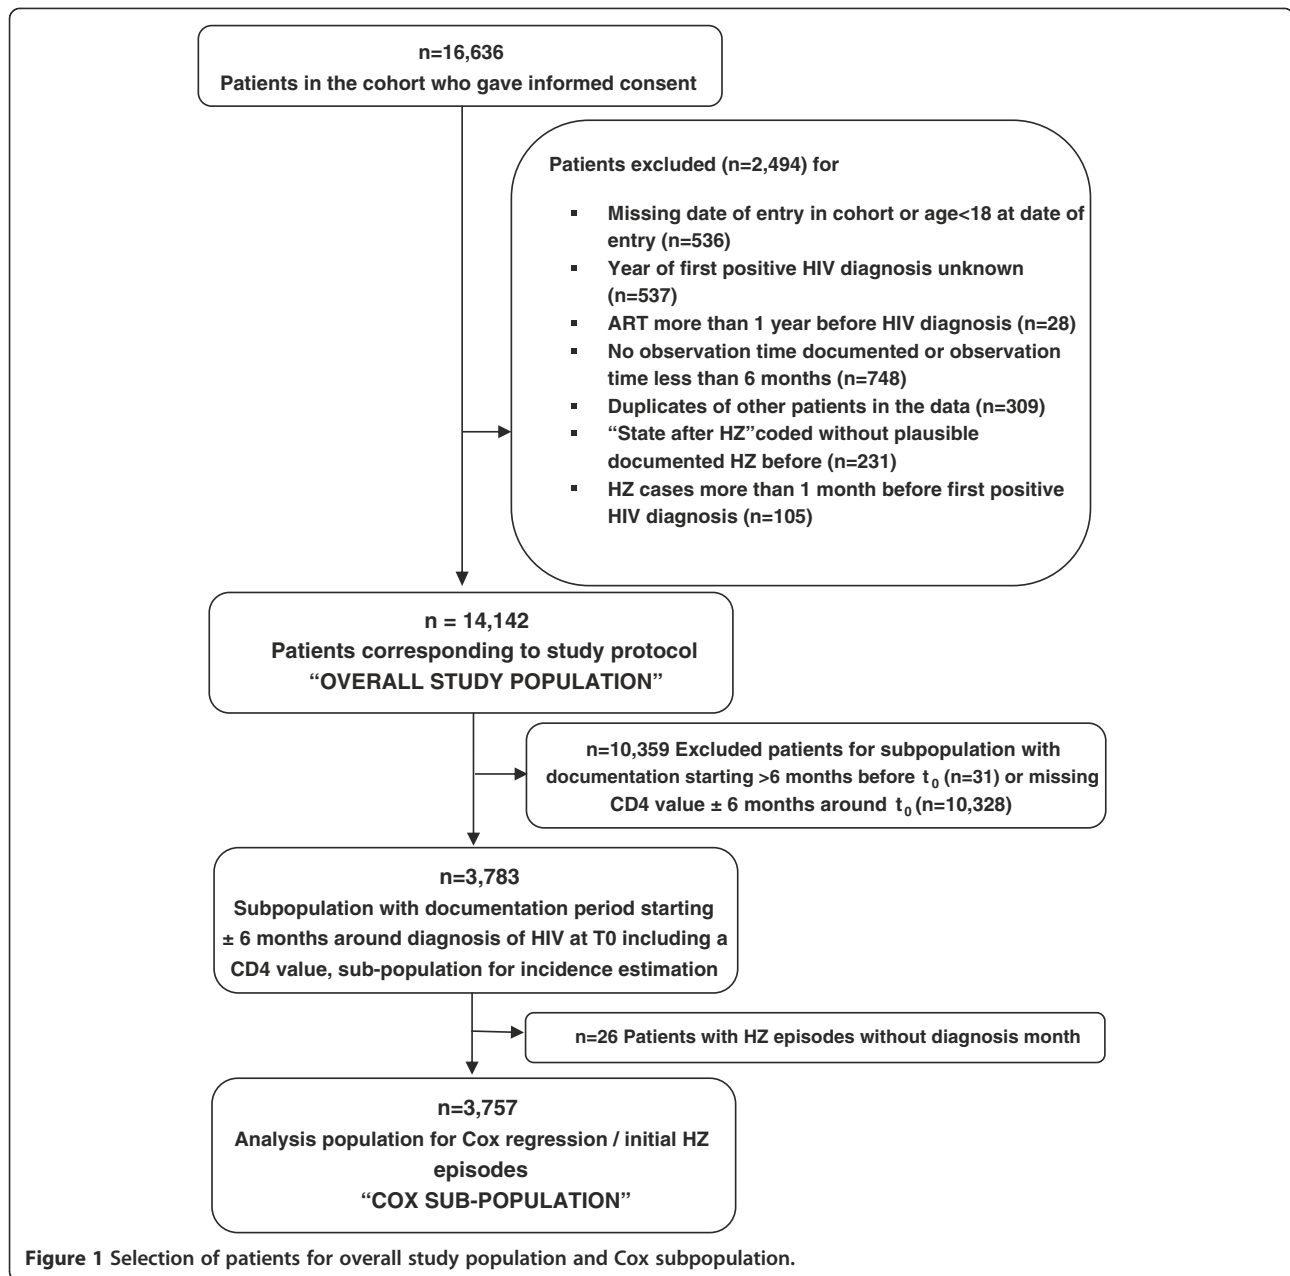 n=16,636
Patients in the cohort who gave informed consent
Patients excluded (n=2,494) for
▪ Missing date of entry in cohort or age<18 at date of
entry (n=536)
▪ Year of first positive HIV diagnosis unknown
(n=537)
▪ ART more than 1 year before HIV diagnosis (n=28)
▪ No observation time documented or observation
time less than 6 months (n=748)
▪ Duplicates of other patients in the data (n=309)
▪ “State after HZ”coded without plausible
documented HZ before (n=231)
▪ HZ cases more than 1 month before first positive
HIV diagnosis (n=105)
n = 14,142
Patients corresponding to study protocol
“OVERALL STUDY POPULATION”
n=10,359 Excluded patients for subpopulation with
documentation starting >6 months before t₀ (n=31) or missing
CD4 value ± 6 months around t₀ (n=10,328)
n=3,783
Subpopulation with documentation period starting
± 6 months around diagnosis of HIV at T0 including a
CD4 value, sub-population for incidence estimation
n=26 Patients with HZ episodes without diagnosis month
n=3,757
Analysis population for Cox regression / initial HZ
episodes
“COX SUB-POPULATION”
Figure 1 Selection of patients for overall study population and Cox subpopulation.